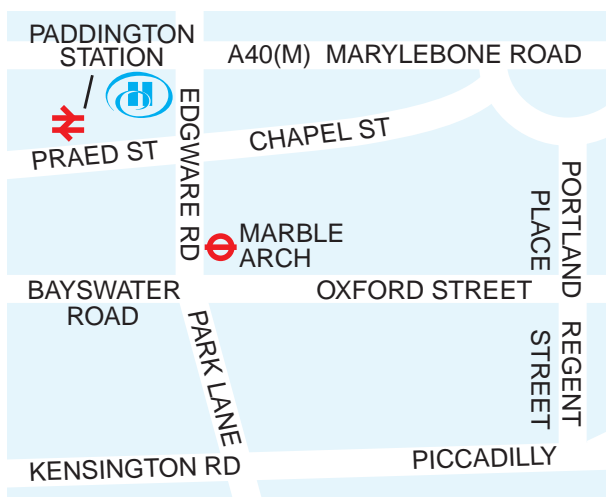 PADDINGTON
STATION
A40(M) MARYLEBONE ROAD
H
EDGWARE RD
CHAPEL ST
PRAED ST
PORTLAND
PLACE
MARBLE
ARCH
BAYSWATER
ROAD
OXFORD STREET
PARK LANE
REGENT
STREET
KENSINGTON RD
PICCADILLY